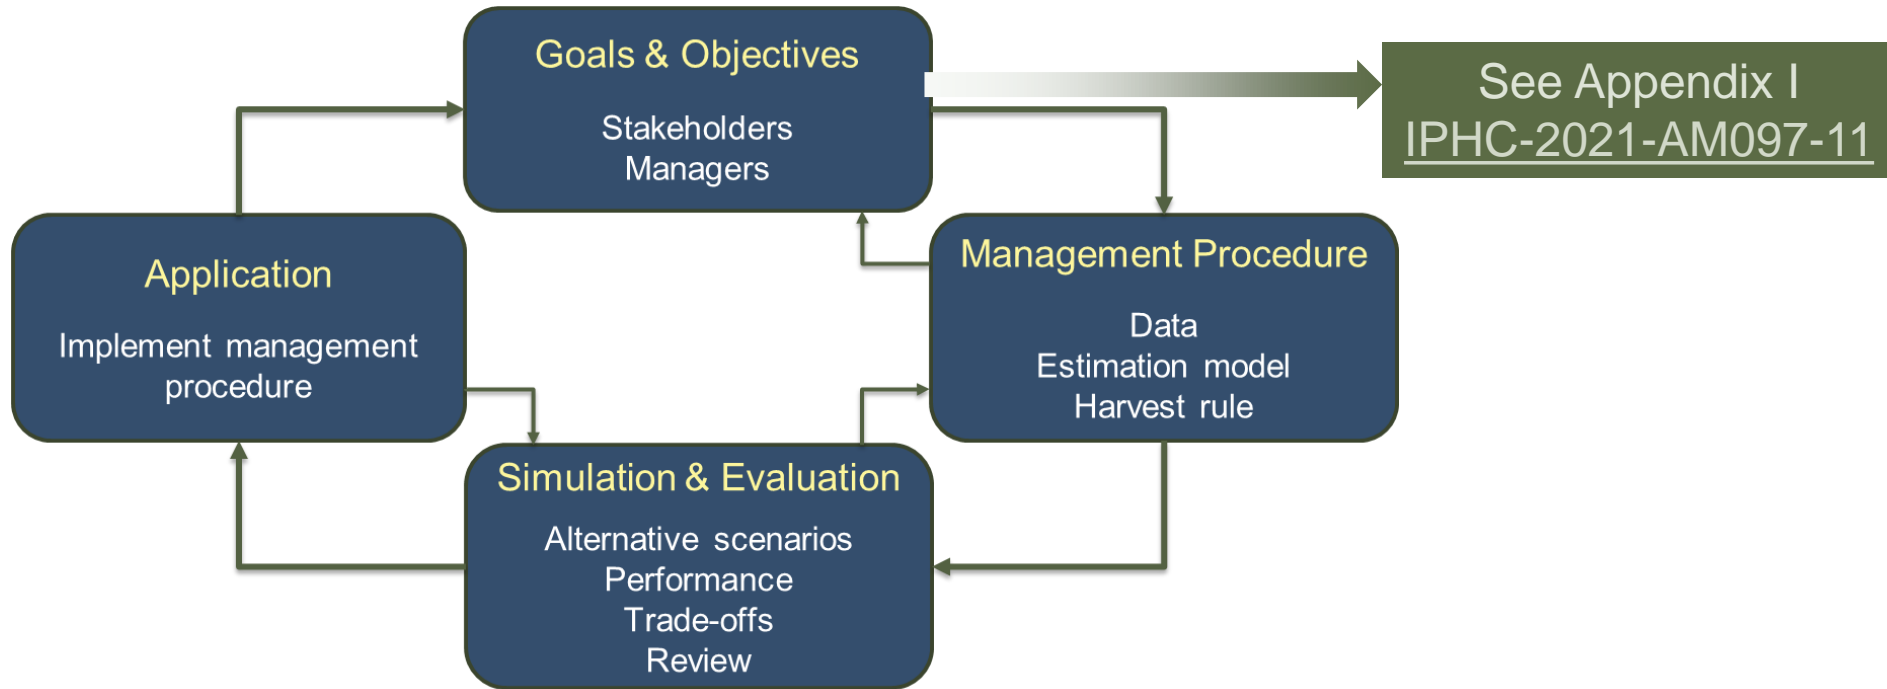 Goals & Objectives
Stakeholders
Managers
See Appendix I
IPHC-2021-AM097-11
Management Procedure
Data
Estimation model
Harvest rule
Application
Implement management
procedure
Simulation & Evaluation
Alternative scenarios
Performance
Trade-offs
Review